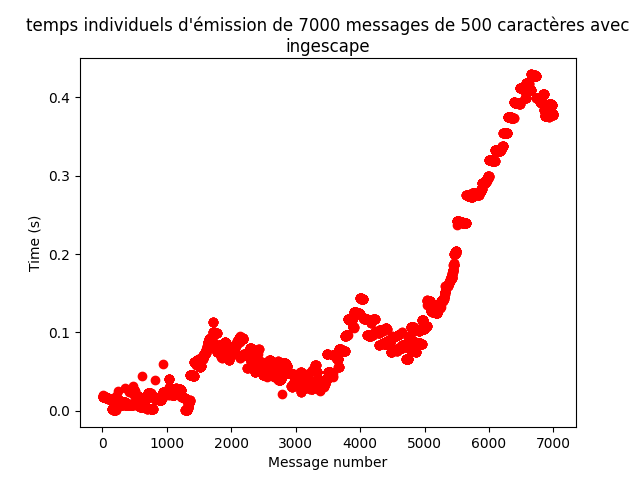 temps individuels d'émission de 7000 messages de 500 caractères avec
ingescape
0.4
0.3
0.2
0.1
0.0
Time (s)
0 1000 2000 3000 4000 5000 6000 7000
Message number